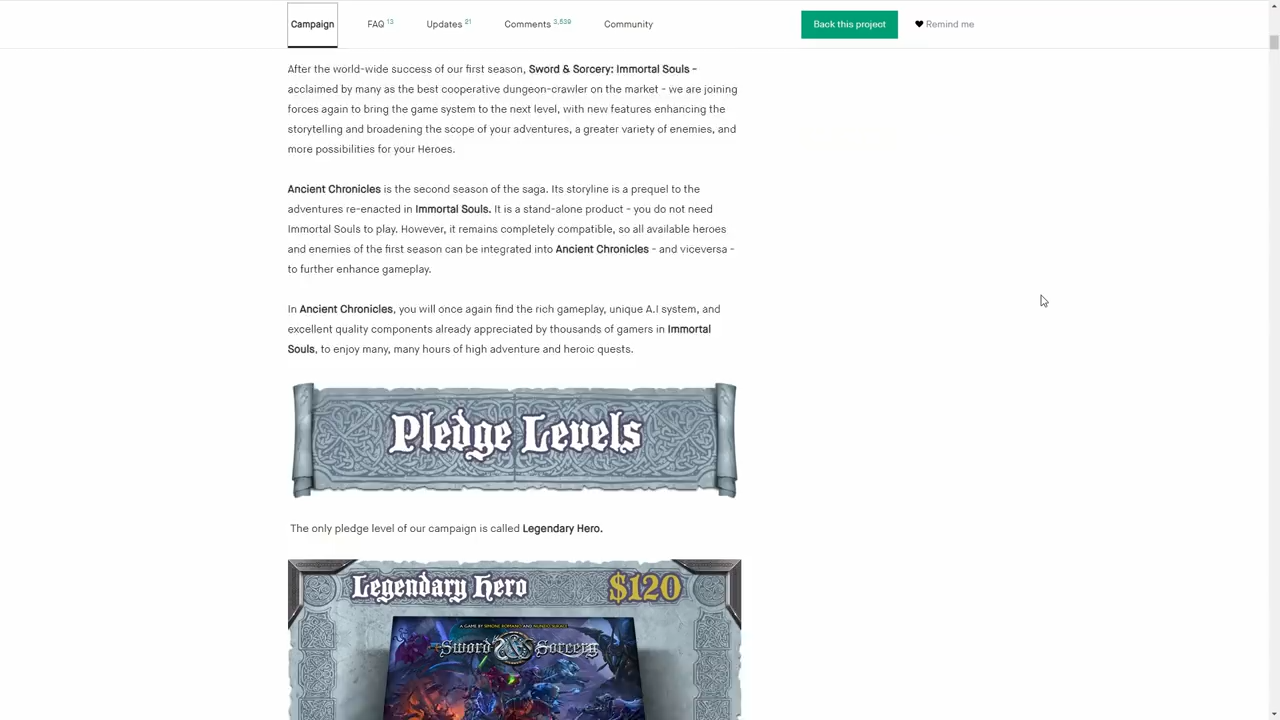 Campaign FAQ 13 Updates 21 Comments 3,539 Community Back this project Remind me
After the world-wide success of our first season, Sword & Sorcery: Immortal Souls -
acclaimed by many as the best cooperative dungeon-crawler on the market - we are joining
forces again to bring the game system to the next level, with new features enhancing the
storytelling and broadening the scope of your adventures, a greater variety of enemies, and
more possibilities for your Heroes.
Ancient Chronicles is the second season of the saga. Its storyline is a prequel to the
adventures re-enacted in Immortal Souls. It is a stand-alone product - you do not need
Immortal Souls to play. However, it remains completely compatible, so all available heroes
and enemies of the first season can be integrated into Ancient Chronicles - and viceversa -
to further enhance gameplay.
In Ancient Chronicles, you will once again find the rich gameplay, unique A.I system, and
excellent quality components already appreciated by thousands of gamers in Immortal
Souls, to enjoy many, many hours of high adventure and heroic quests.
Pledge Levels
The only pledge level of our campaign is called Legendary Hero.
Legendary Hero $120
A GAME BY SIMONE ROMANO AND NUNZIO SURACE
Sword & Sorcery